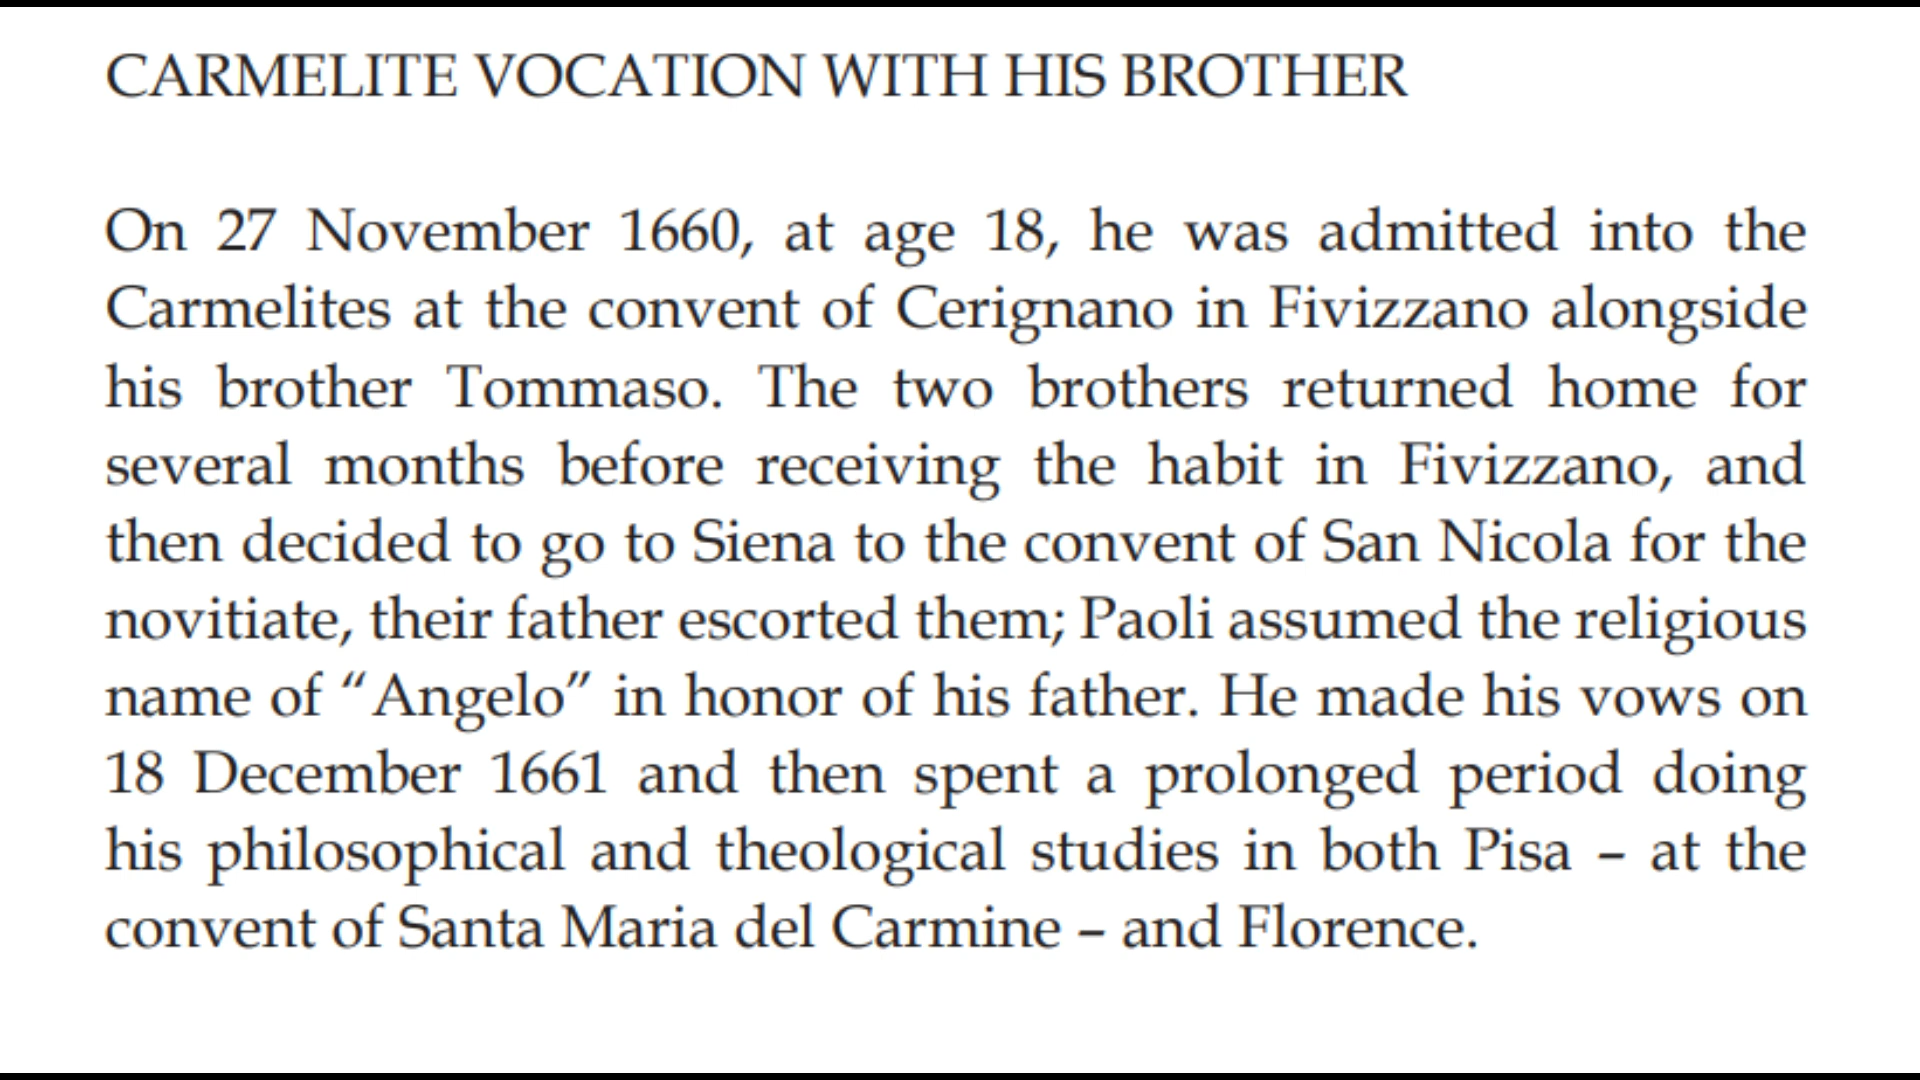 CARMELITE VOCATION WITH HIS BROTHER
On 27 November 1660, at age 18, he was admitted into the
Carmelites at the convent of Cerignano in Fivizzano alongside
his brother Tommaso. The two brothers returned home for
several months before receiving the habit in Fivizzano, and
then decided to go to Siena to the convent of San Nicola for the
novitiate, their father escorted them; Paoli assumed the religious
name of “Angelo” in honor of his father. He made his vows on
18 December 1661 and then spent a prolonged period doing
his philosophical and theological studies in both Pisa – at the
convent of Santa Maria del Carmine – and Florence.